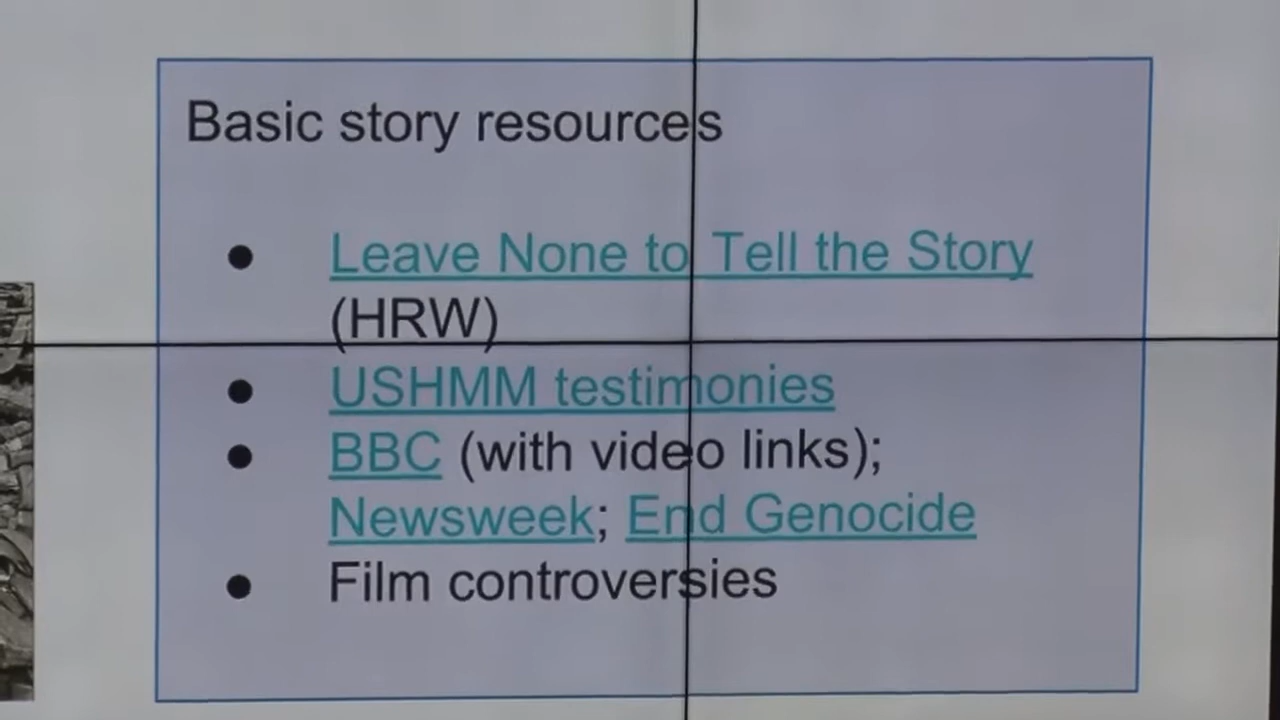 Basic story resources
● Leave None to Tell the Story
(HRW)
● USHMM testimonies
● BBC (with video links);
Newsweek; End Genocide
● Film controversies